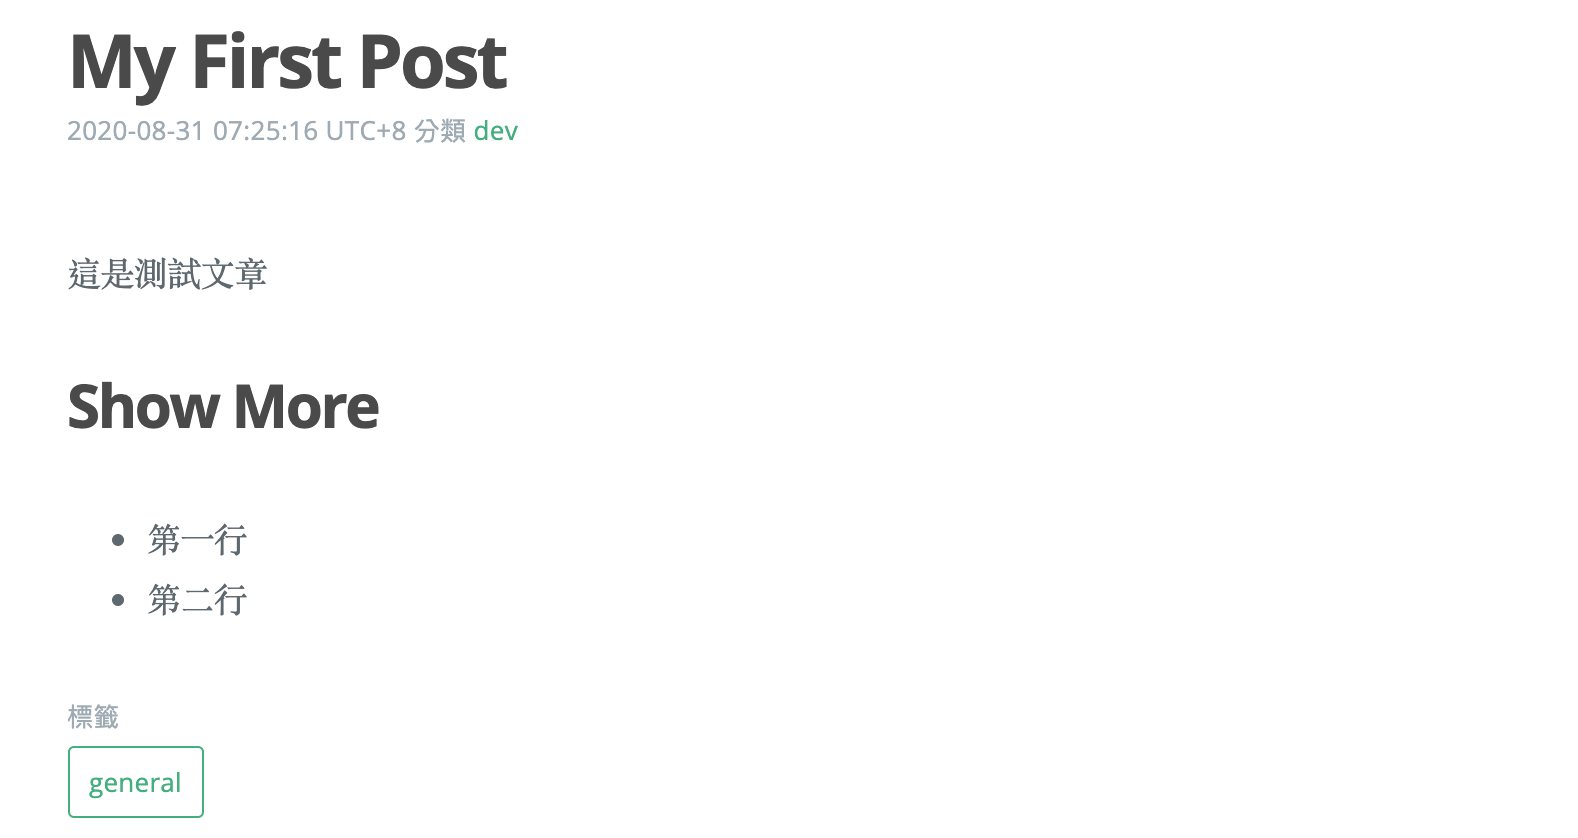 My First Post
2020-08-31 07:25:16 UTC+8 分類 dev
這是測試文章
Show More
第一行
第二行
標籤
general